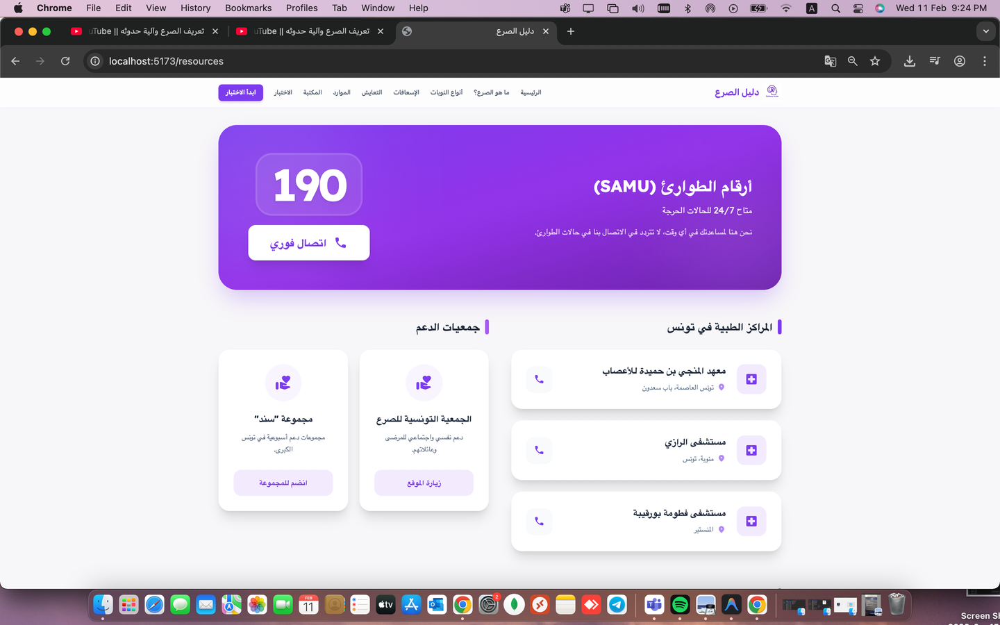 Chrome File Edit View History Bookmarks Profiles Tab Window Help Wed 11 Feb 9:24 PM
تعريف الصرع وآلية حدوثه || uTube
تعريف الصرع وآلية حدوثه || uTube
دليل الصرع
localhost:5173/resources
دليل الصرع
الرئيسية ما هو الصرع؟ أنواع النوبات الإسعافات التعايش الموارد المكتبة الاختبار ابدأ الاختبار
أرقام الطوارئ (SAMU)
متاح 24/7 للحالات الحرجة
نحن هنا لمساعدتك في أي وقت، لا تتردد في الاتصال بنا في حالات الطوارئ.
190
اتصال فوري
المراكز الطبية في تونس
معهد المنجي بن حميدة للأعصاب
تونس العاصمة، باب سعدون
مستشفى الرازي
منوبة، تونس
مستشفى فطومة بورقيبة
المنستير
جمعيات الدعم
الجمعية التونسية للصرع
دعم نفسي واجتماعي للمرضى
وعائلاتهم.
زيارة الموقع
مجموعة "سند"
مجموعات دعم أسبوعية في تونس
الكبرى.
انضم للمجموعة
FEB
11
tv
2
Screen Sh